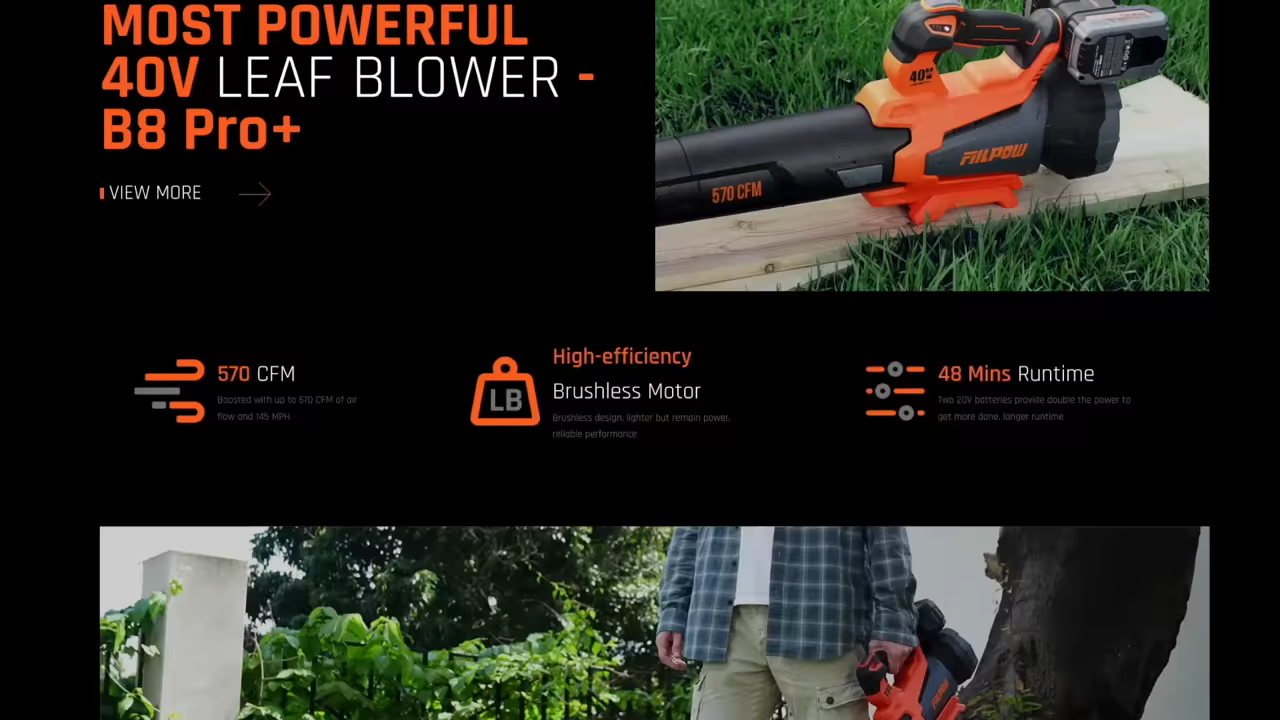 MOST POWERFUL
40V LEAF BLOWER -
B8 Pro+
VIEW MORE
40V
FIILPOW
570 CFM
570 CFM
Boosted with up to 570 CFM of air
flow and 145 MPH
LB
High-efficiency
Brushless Motor
Brushless design, lighter but remain power,
reliable performance
48 Mins Runtime
Two 20V batteries provide double the power to
get more done, longer runtime
FIILPOW